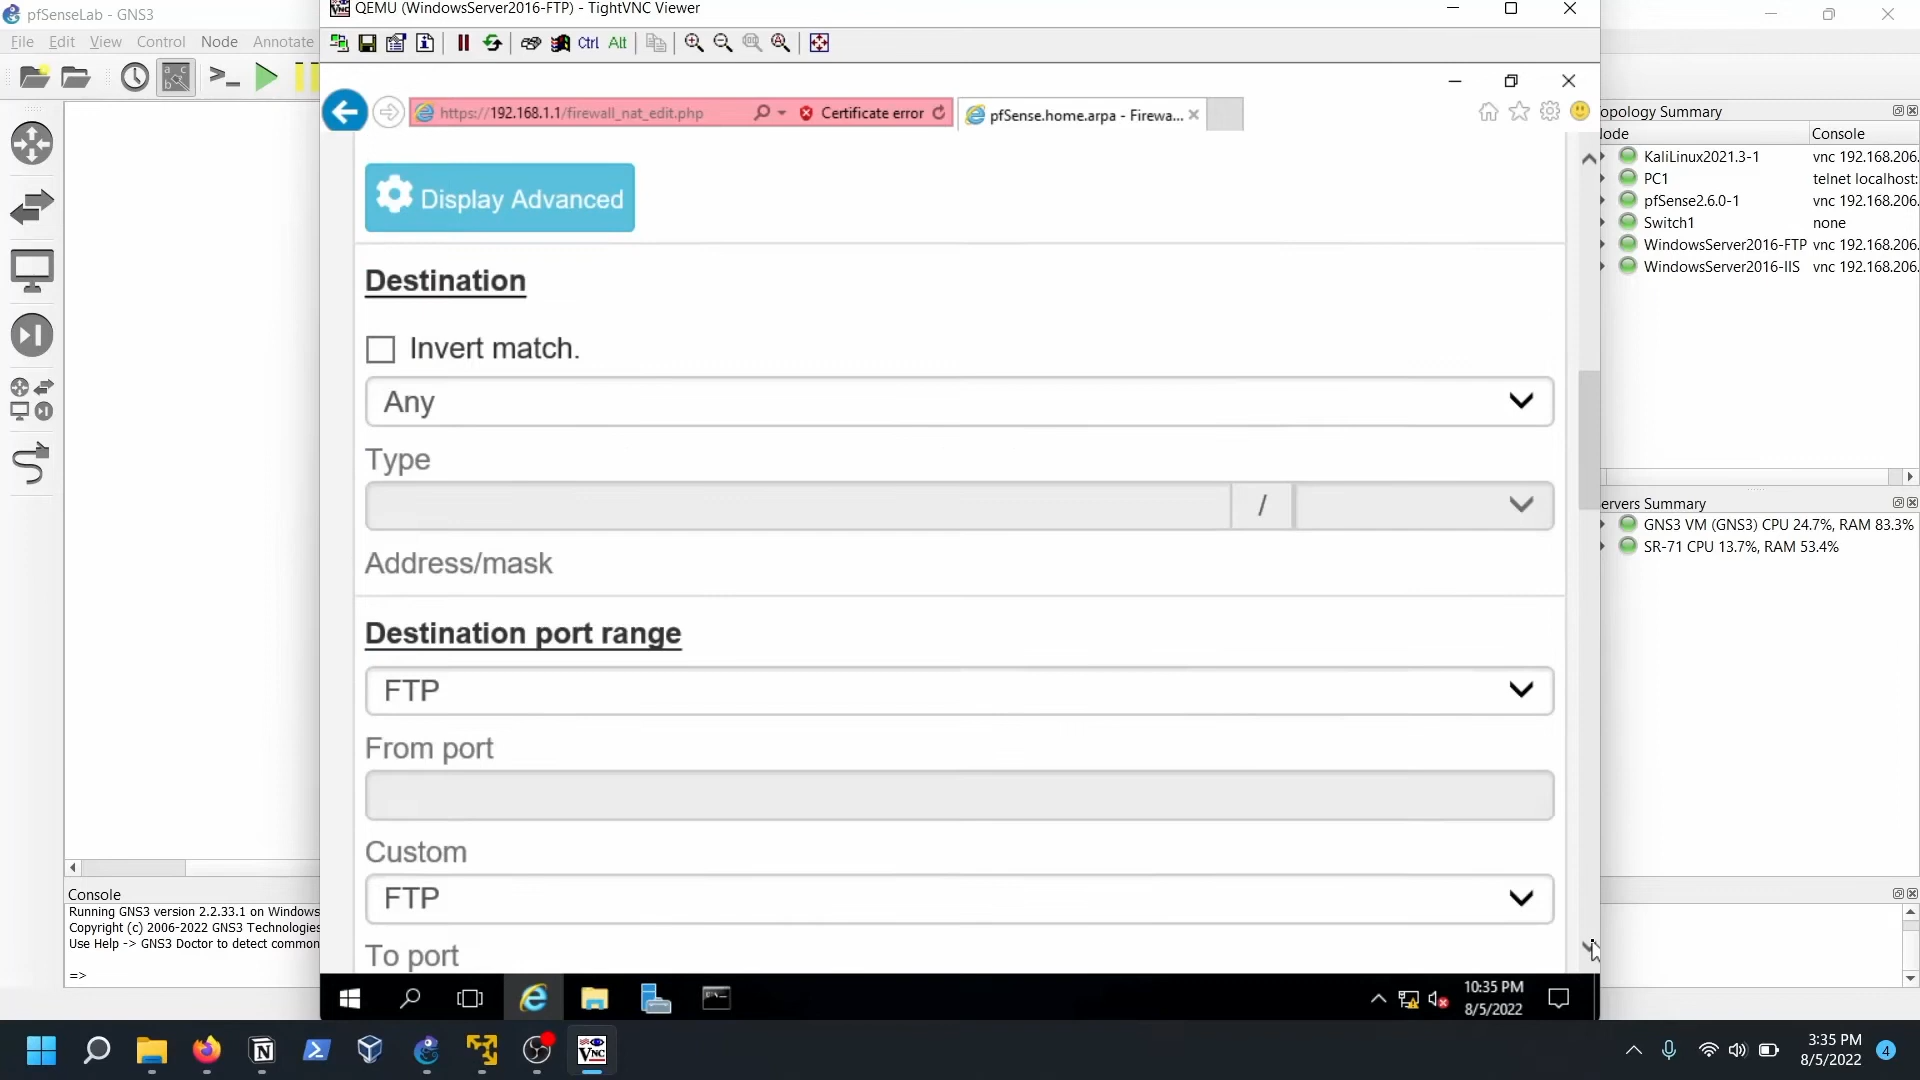 pfSenseLab - GNS3
File Edit View Control Node Annotate
QEMU (WindowsServer2016-FTP) - TightVNC Viewer
Ctrl Alt
https://192.168.1.1/firewall_nat_edit.php
Certificate error
pfSense.home.arpa - Firewa...
Display Advanced
Destination
Invert match.
Any
Type
/
Address/mask
Destination port range
FTP
From port
Custom
FTP
To port
10:35 PM
8/5/2022
opology Summary
Node Console
KaliLinux2021.3-1 vnc 192.168.206.
PC1 telnet localhost:
pfSense2.6.0-1 vnc 192.168.206.
Switch1 none
WindowsServer2016-FTP vnc 192.168.206.
WindowsServer2016-IIS vnc 192.168.206.
ervers Summary
GNS3 VM (GNS3) CPU 24.7%, RAM 83.3%
SR-71 CPU 13.7%, RAM 53.4%
Console
Running GNS3 version 2.2.33.1 on Windows
Copyright (c) 2006-2022 GNS3 Technologies
Use Help -> GNS3 Doctor to detect common
=>
VNC
3:35 PM
8/5/2022
4